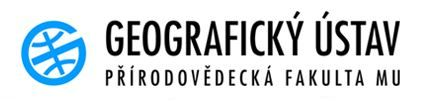 GEOGRAFICKÝ ÚSTAV
PŘÍRODOVĚDECKÁ FAKULTA MU